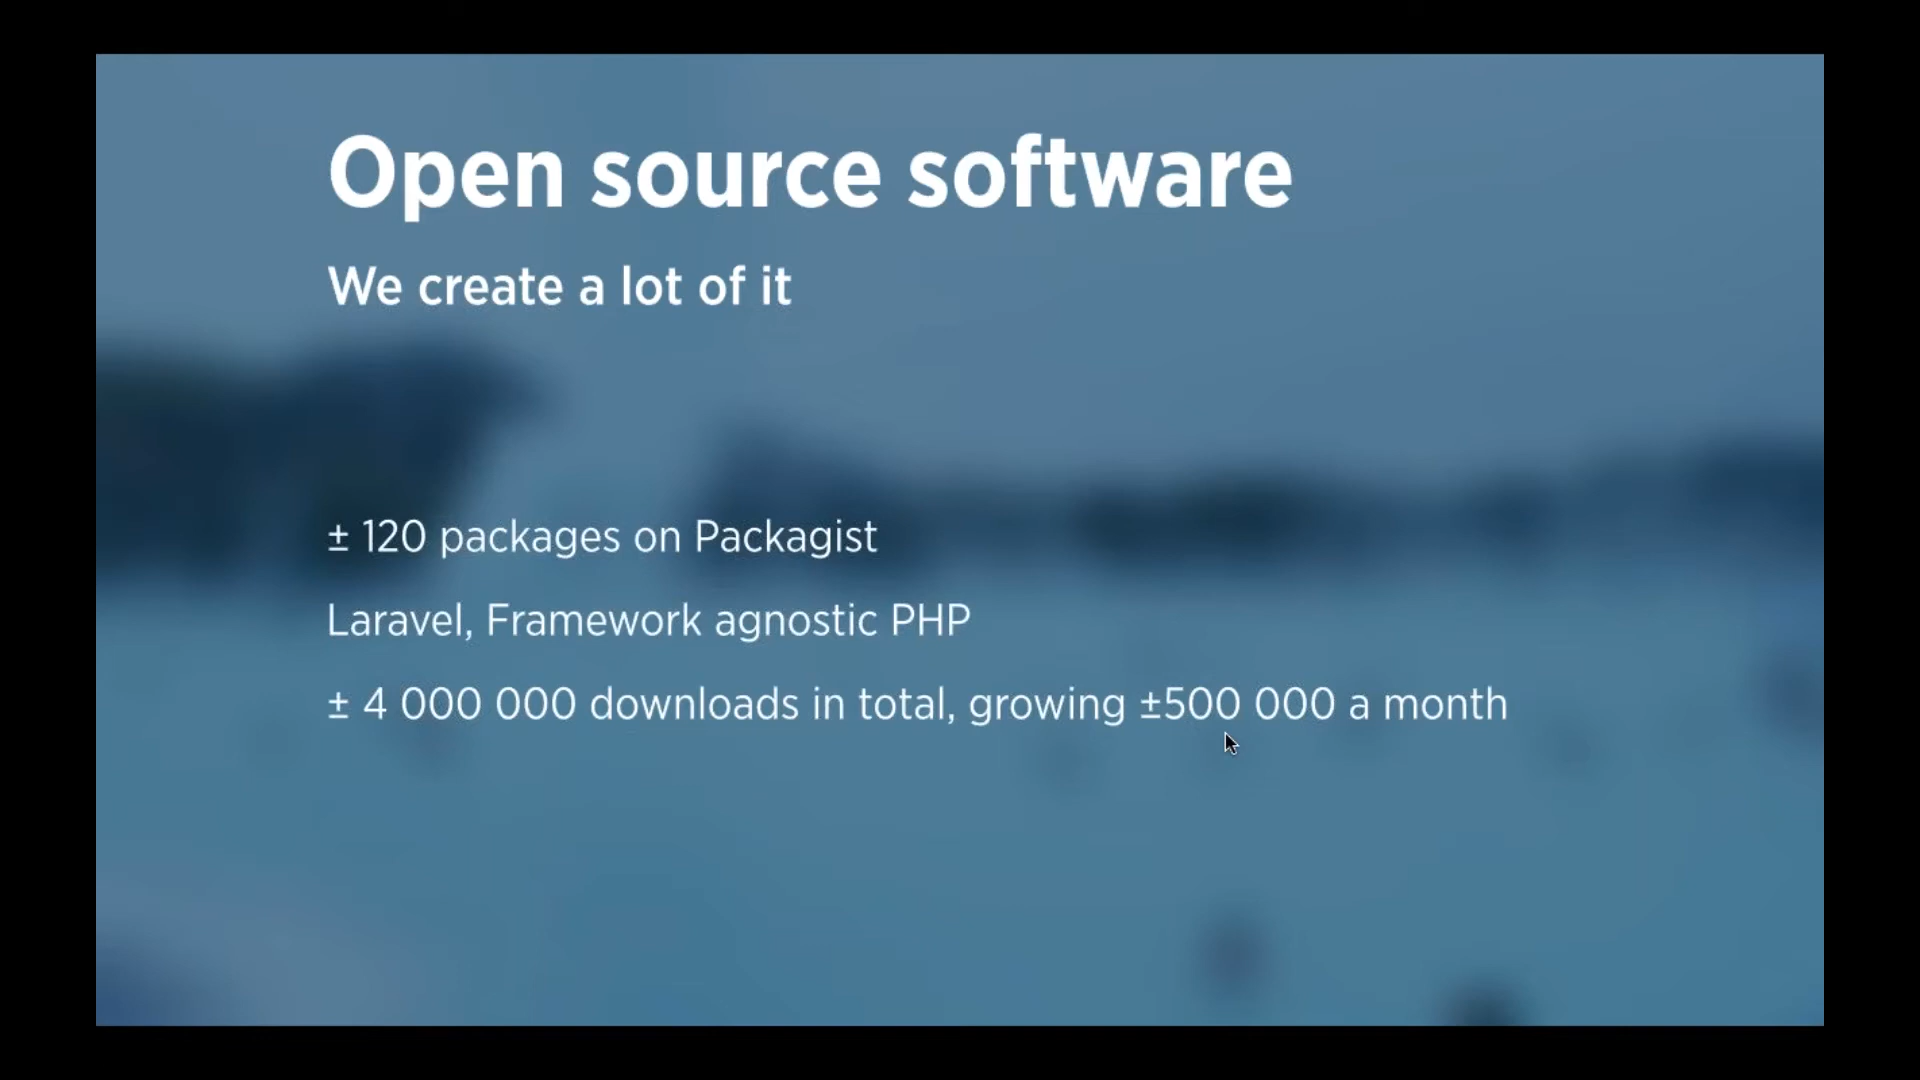 Open source software
We create a lot of it
± 120 packages on Packagist
Laravel, Framework agnostic PHP
± 4 000 000 downloads in total, growing ±500 000 a month